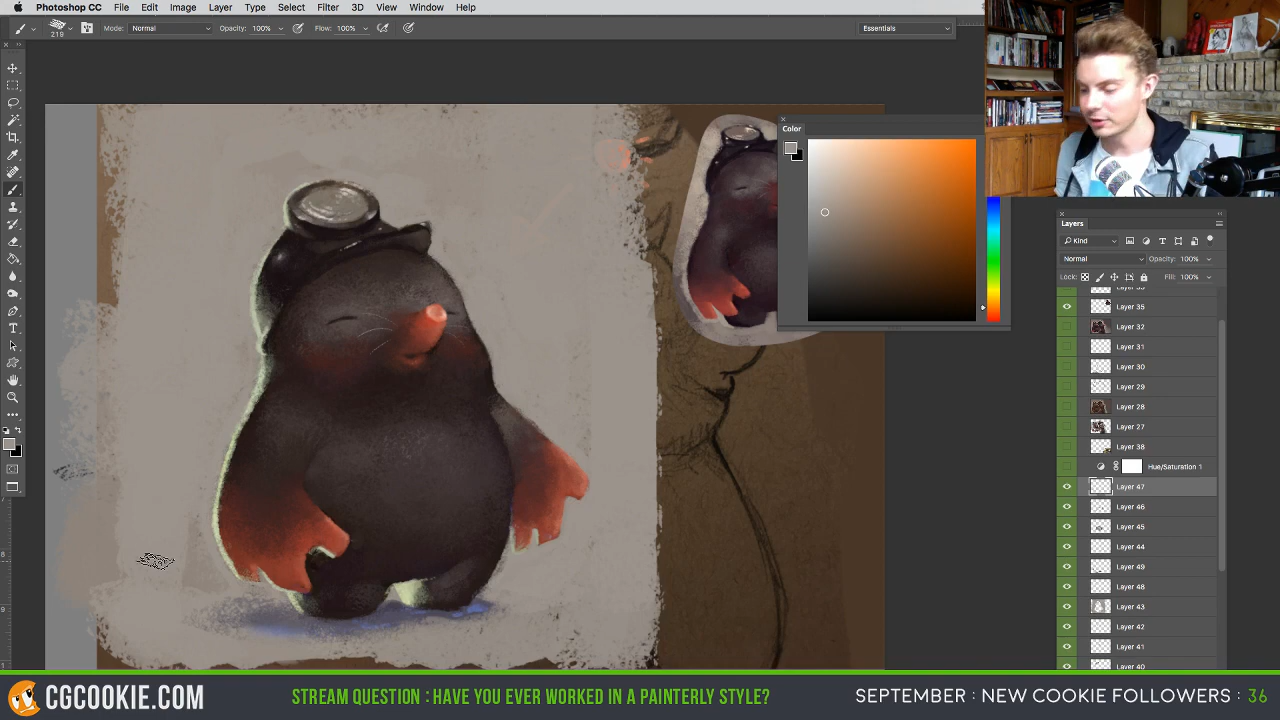 Photoshop CC File Edit Image Layer Type Select Filter 3D View Window Help
219 Mode: Normal Opacity: 100% Flow: 100% Essentials
Color
Layers
Kind
Normal Opacity: 100%
Lock: Fill: 100%
Layer 35
Layer 32
Layer 31
Layer 30
Layer 29
Layer 28
Layer 27
Layer 38
Hue/Saturation 1
Layer 47
Layer 46
Layer 45
Layer 44
Layer 49
Layer 48
Layer 43
Layer 42
Layer 41
Layer 40
8
9
CGCOOKIE.COM STREAM QUESTION : HAVE YOU EVER WORKED IN A PAINTERLY STYLE? SEPTEMBER : NEW COOKIE FOLLOWERS : 36